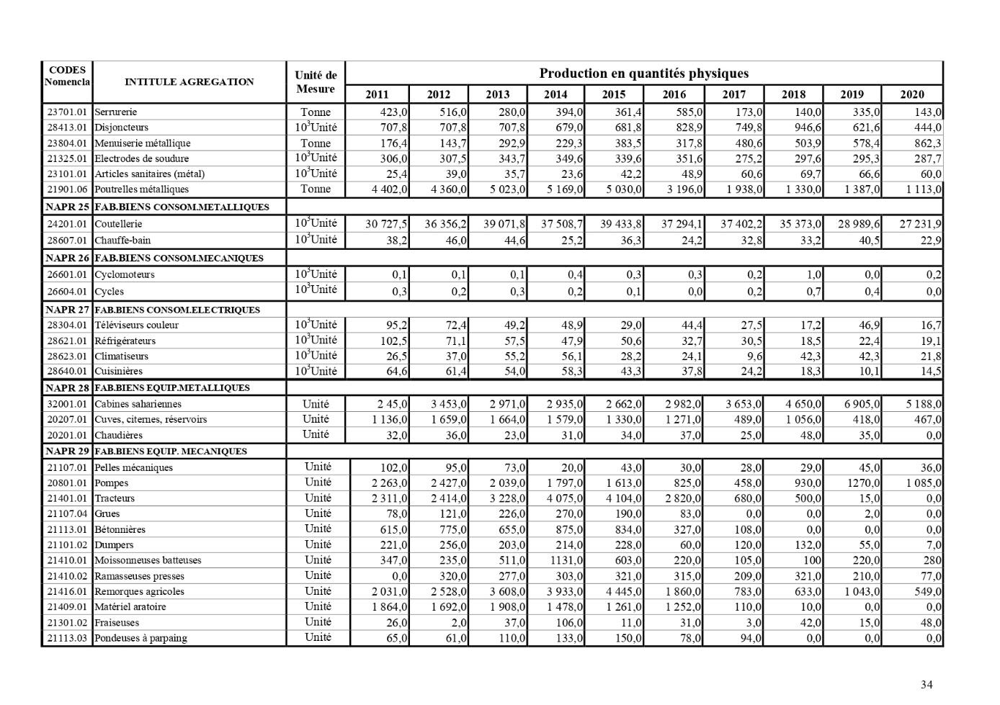 CODES Nomencla INTITULE AGREGATION Unité de Mesure Production en quantités physiques
2011 2012 2013 2014 2015 2016 2017 2018 2019 2020
23701.01 Serrurerie Tonne 423,0 516,0 280,0 394,0 361,4 585,0 173,0 140,0 335,0 143,0
28413.01 Disjoncteurs 10³Unité 707,8 707,8 707,8 679,0 681,8 828,9 749,8 946,6 621,6 444,0
23804.01 Menuiserie métallique Tonne 176,4 143,7 292,9 229,3 383,5 317,8 480,6 503,9 578,4 862,3
21325.01 Electrodes de soudure 10³Unité 306,0 307,5 343,7 349,6 339,6 351,6 275,2 297,6 295,3 287,7
23101.01 Articles sanitaires (métal) 10³Unité 25,4 39,0 35,7 23,6 42,2 48,9 60,6 69,7 66,6 60,0
21901.06 Poutrelles métalliques Tonne 4 402,0 4 360,0 5 023,0 5 169,0 5 030,0 3 196,0 1 938,0 1 330,0 1 387,0 1 113,0
NAPR 25 FAB.BIENS CONSOM.METALLIQUES
24201.01 Coutellerie 10³Unité 30 727,5 36 356,2 39 071,8 37 508,7 39 433,8 37 294,1 37 402,2 35 373,0 28 989,6 27 231,9
28607.01 Chauffe-bain 10³Unité 38,2 46,0 44,6 25,2 36,3 24,2 32,8 33,2 40,5 22,9
NAPR 26 FAB.BIENS CONSOM.MECANIQUES
26601.01 Cyclomoteurs 10³Unité 0,1 0,1 0,1 0,4 0,3 0,3 0,2 1,0 0,0 0,2
26604.01 Cycles 10³Unité 0,3 0,2 0,3 0,2 0,1 0,0 0,2 0,7 0,4 0,0
NAPR 27 FAB.BIENS CONSOM.ELECTRIQUES
28304.01 Téléviseurs couleur 10³Unité 95,2 72,4 49,2 48,9 29,0 44,4 27,5 17,2 46,9 16,7
28621.01 Réfrigérateurs 10³Unité 102,5 71,1 57,5 47,9 50,6 32,7 30,5 18,5 22,4 19,1
28623.01 Climatiseurs 10³Unité 26,5 37,0 55,2 56,1 28,2 24,1 9,6 42,3 42,3 21,8
28640.01 Cuisinières 10³Unité 64,6 61,4 54,0 58,3 43,3 37,8 24,2 18,3 10,1 14,5
NAPR 28 FAB.BIENS EQUIP.METALLIQUES
32001.01 Cabines sahariennes Unité 2 45,0 3 453,0 2 971,0 2 935,0 2 662,0 2 982,0 3 653,0 4 650,0 6 905,0 5 188,0
20207.01 Cuves, citernes, réservoirs Unité 1 136,0 1 659,0 1 664,0 1 579,0 1 330,0 1 271,0 489,0 1 056,0 418,0 467,0
20201.01 Chaudières Unité 32,0 36,0 23,0 31,0 34,0 37,0 25,0 48,0 35,0 0,0
NAPR 29 FAB.BIENS EQUIP. MECANIQUES
21107.01 Pelles mécaniques Unité 102,0 95,0 73,0 20,0 43,0 30,0 28,0 29,0 45,0 36,0
20801.01 Pompes Unité 2 263,0 2 427,0 2 039,0 1 797,0 1 613,0 825,0 458,0 930,0 1270,0 1 085,0
21401.01 Tracteurs Unité 2 311,0 2 414,0 3 228,0 4 075,0 4 104,0 2 820,0 680,0 500,0 15,0 0,0
21107.04 Grues Unité 78,0 121,0 226,0 270,0 190,0 83,0 0,0 0,0 2,0 0,0
21113.01 Bétonnières Unité 615,0 775,0 655,0 875,0 834,0 327,0 108,0 0,0 0,0 0,0
21101.02 Dumpers Unité 221,0 256,0 203,0 214,0 228,0 60,0 120,0 132,0 55,0 7,0
21410.01 Moissonneuses batteuses Unité 347,0 235,0 511,0 1131,0 603,0 220,0 105,0 100 220,0 280
21410.02 Ramasseuses presses Unité 0,0 320,0 277,0 303,0 321,0 315,0 209,0 321,0 210,0 77,0
21416.01 Remorques agricoles Unité 2 031,0 2 528,0 3 608,0 3 933,0 4 445,0 1 860,0 783,0 633,0 1 043,0 549,0
21409.01 Matériel aratoire Unité 1 864,0 1 692,0 1 908,0 1 478,0 1 261,0 1 252,0 110,0 10,0 0,0 0,0
21301.02 Fraiseuses Unité 26,0 2,0 37,0 106,0 11,0 31,0 3,0 42,0 15,0 48,0
21113.03 Pondeuses à parpaing Unité 65,0 61,0 110,0 133,0 150,0 78,0 94,0 0,0 0,0 0,0
34